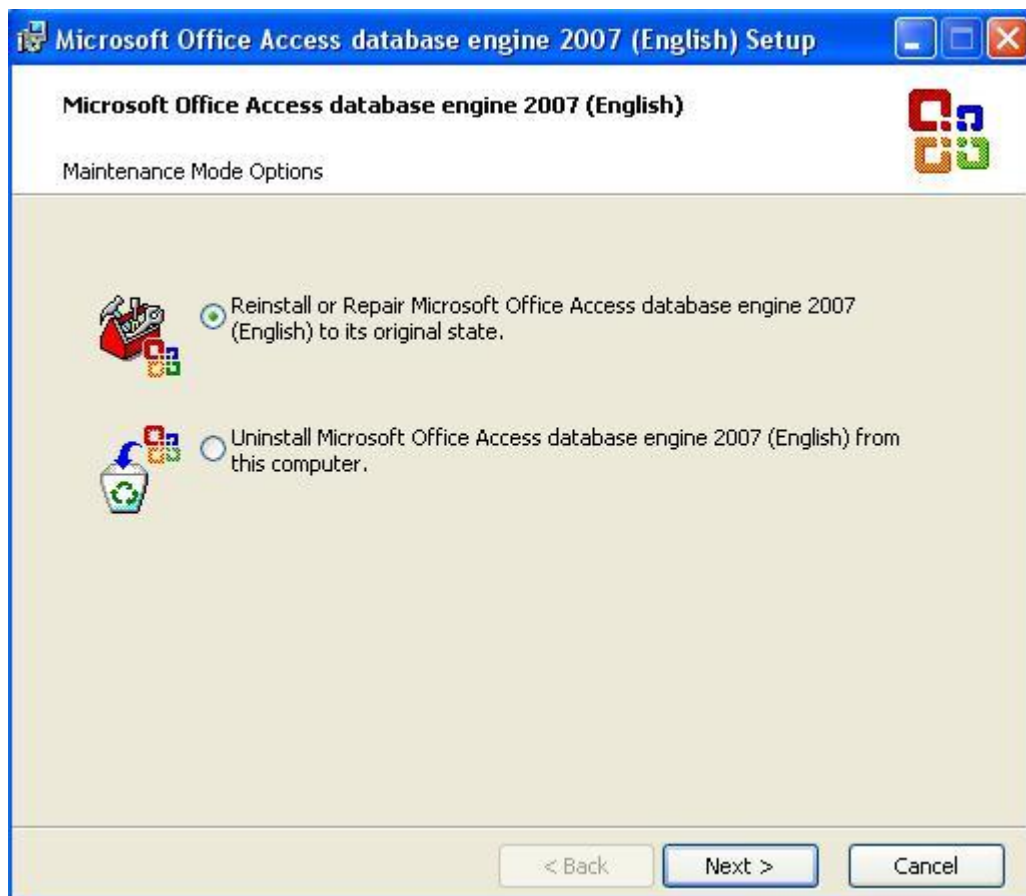 Microsoft Office Access database engine 2007 (English) Setup
Microsoft Office Access database engine 2007 (English)
Maintenance Mode Options
Reinstall or Repair Microsoft Office Access database engine 2007
(English) to its original state.
Uninstall Microsoft Office Access database engine 2007 (English) from
this computer.
< Back
Next >
Cancel